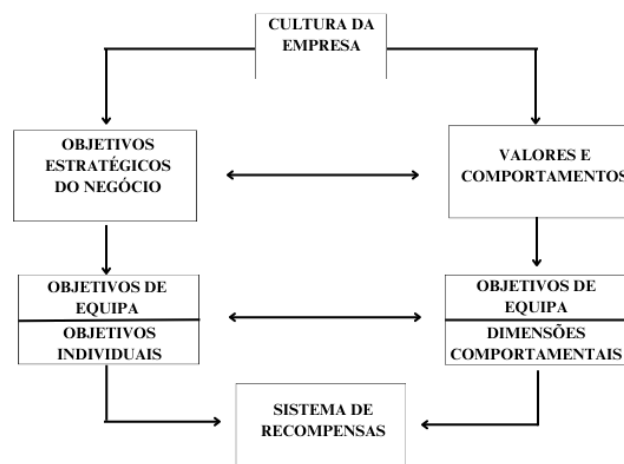 CULTURA DA
EMPRESA
OBJETIVOS
ESTRATÉGICOS
DO NEGÓCIO
VALORES E
COMPORTAMENTOS
OBJETIVOS DE
EQUIPA
OBJETIVOS
INDIVIDUAIS
OBJETIVOS DE
EQUIPA
DIMENSÕES
COMPORTAMENTAIS
SISTEMA DE
RECOMPENSAS